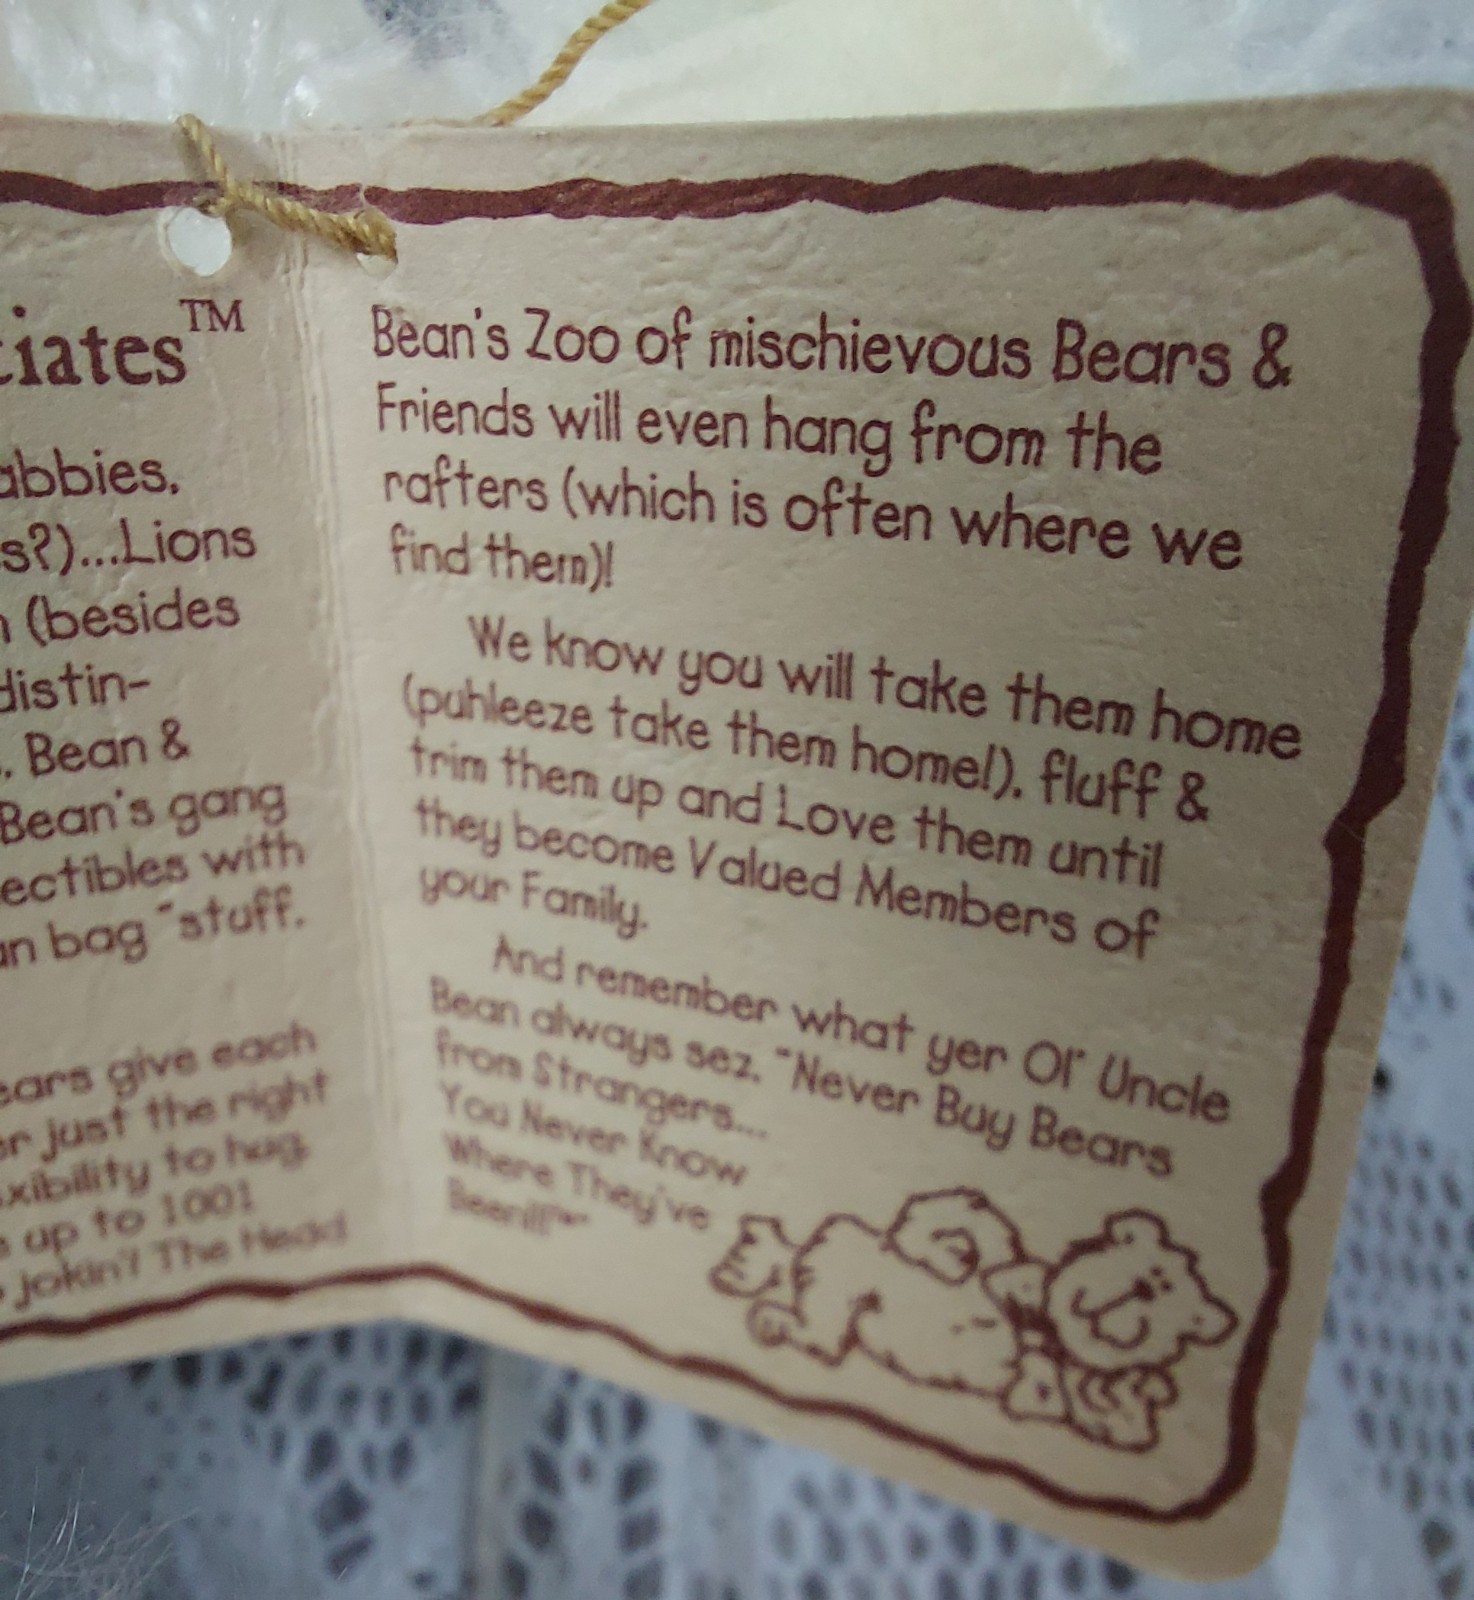 TM
abbies,
s?)...Lions
(besides
distin-
. Bean &
Bean's gang
ectibles with
an bag "stuff.
ears give each
er just the right
xibility to hug
up to 100!
jokin'! The Head
Bean's Zoo of mischievous Bears &
Friends will even hang from the
rafters (which is often where we
find them)!
We know you will take them home
(puhleeze take them home!), fluff &
trim them up and Love them until
they become Valued Members of
your Family.
And remember what yer Ol' Uncle
Bean always sez, "Never Buy Bears
from Strangers...
You Never Know
Where They've
Been!!"